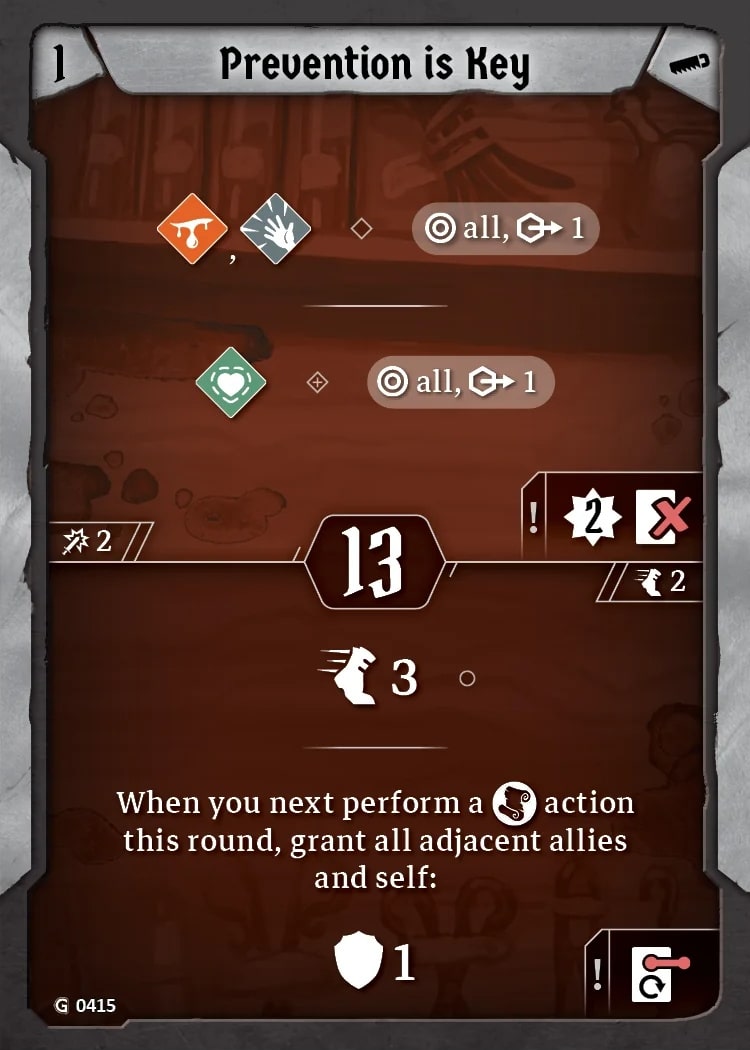 1 Prevention is Key
, all, 1
all, 1
2
2
13
2
3
When you next perform a action
this round, grant all adjacent allies
and self:
1
!
G 0415